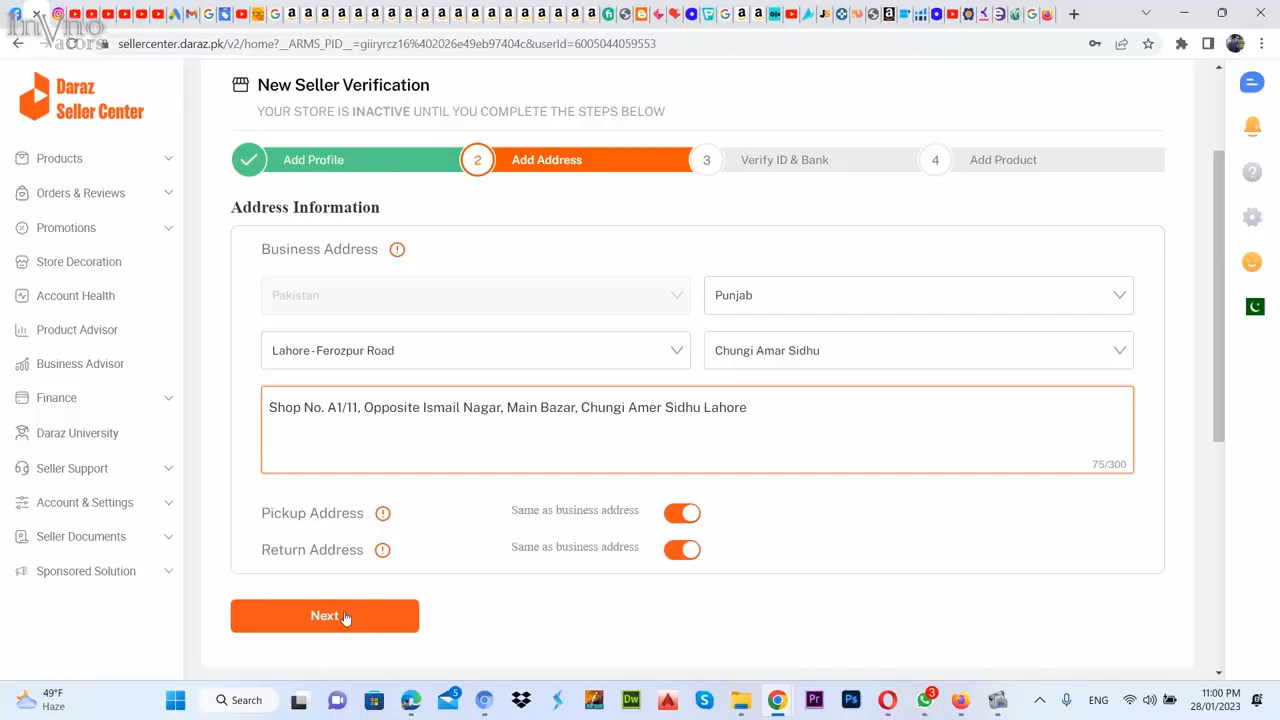 InVno
acors
sellercenter.daraz.pk/v2/home?__ARMS_PID__=giiryrcz16%402026e49eb97404e&userId=6005044059553
Daraz
Seller Center
Products
Orders & Reviews
Promotions
Store Decoration
Account Health
Product Advisor
Business Advisor
Finance
Daraz University
Seller Support
Account & Settings
Seller Documents
Sponsored Solution
New Seller Verification
YOUR STORE IS INACTIVE UNTIL YOU COMPLETE THE STEPS BELOW
Add Profile
2 Add Address
3 Verify ID & Bank
4 Add Product
Address Information
Business Address
Pakistan
Punjab
Lahore - Ferozpur Road
Chungi Amar Sidhu
Shop No. A1/11, Opposite Ismail Nagar, Main Bazar, Chungi Amer Sidhu Lahore
75/300
Pickup Address
Same as business address
Return Address
Same as business address
Next
49°F
Haze
Search
5
3
ENG
11:00 PM
28/01/2023